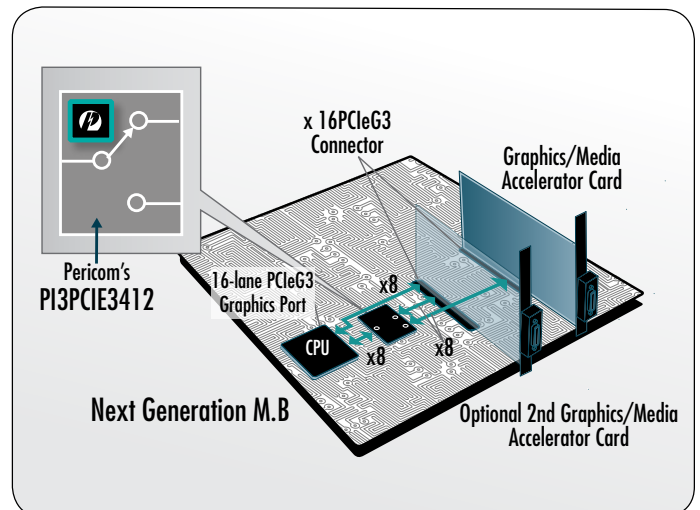 x 16PCIeG3
Connector
Graphics/Media
Accelerator Card
Pericom's
PI3PCIE3412
16-lane PCIeG3
Graphics Port
x8
CPU
x8
x8
Next Generation M.B
Optional 2nd Graphics/Media
Accelerator Card